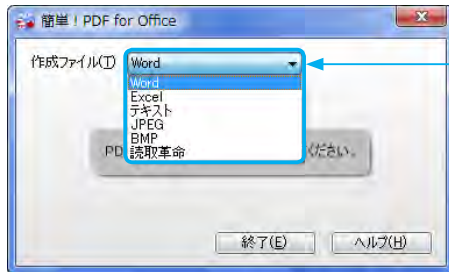 簡単！PDF for Office
作成ファイル(T) Word
Word
Excel
テキスト
JPEG
BMP
読取革命
PD ください。
終了(E) ヘルプ(H)